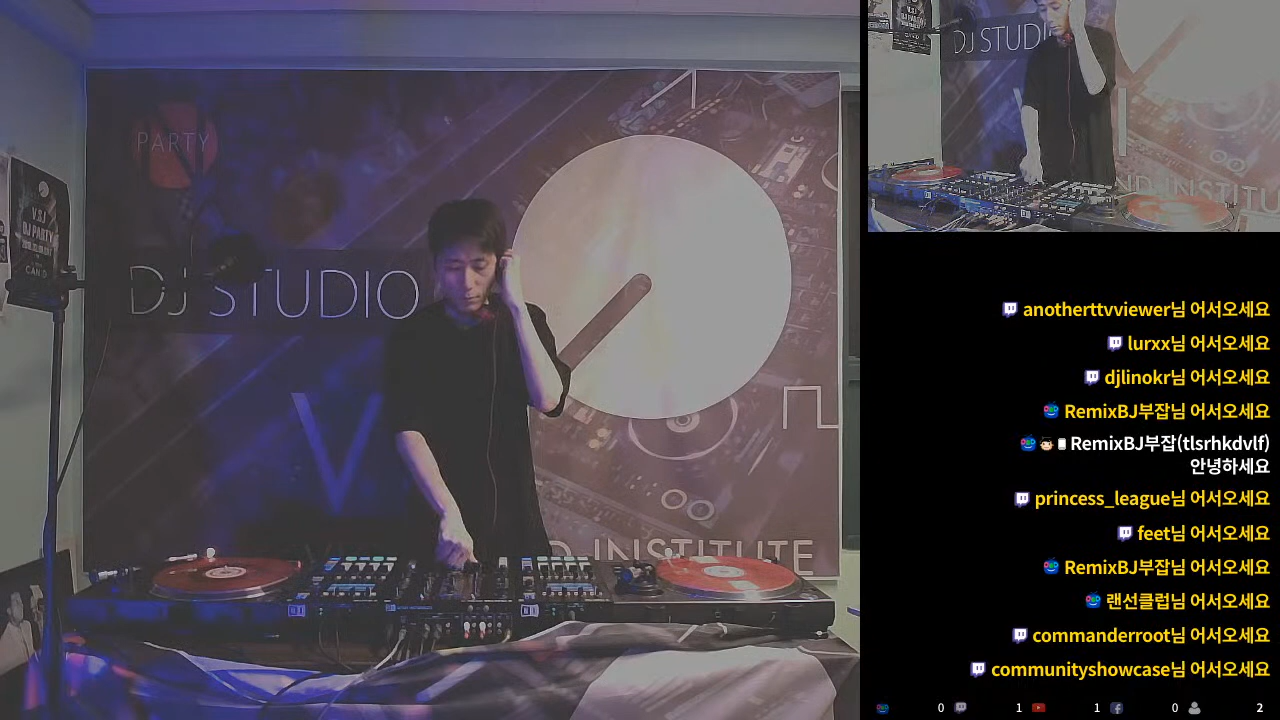 PARTY
DJ STUDIO
V
D INSTITUTE
V.SJ
DJ PARTY
CAN D
DJ STUDI
ND INSTITU
anotherttvviewer님 어서오세요
lurxx님 어서오세요
djlinokr님 어서오세요
RemixBJ부잡님 어서오세요
RemixBJ부잡(tlsrhkdvlf)
안녕하세요
princess_league님 어서오세요
feet님 어서오세요
RemixBJ부잡님 어서오세요
랜선클럽님 어서오세요
commanderroot님 어서오세요
communityshowcase님 어서오세요
0 1 1 0 2